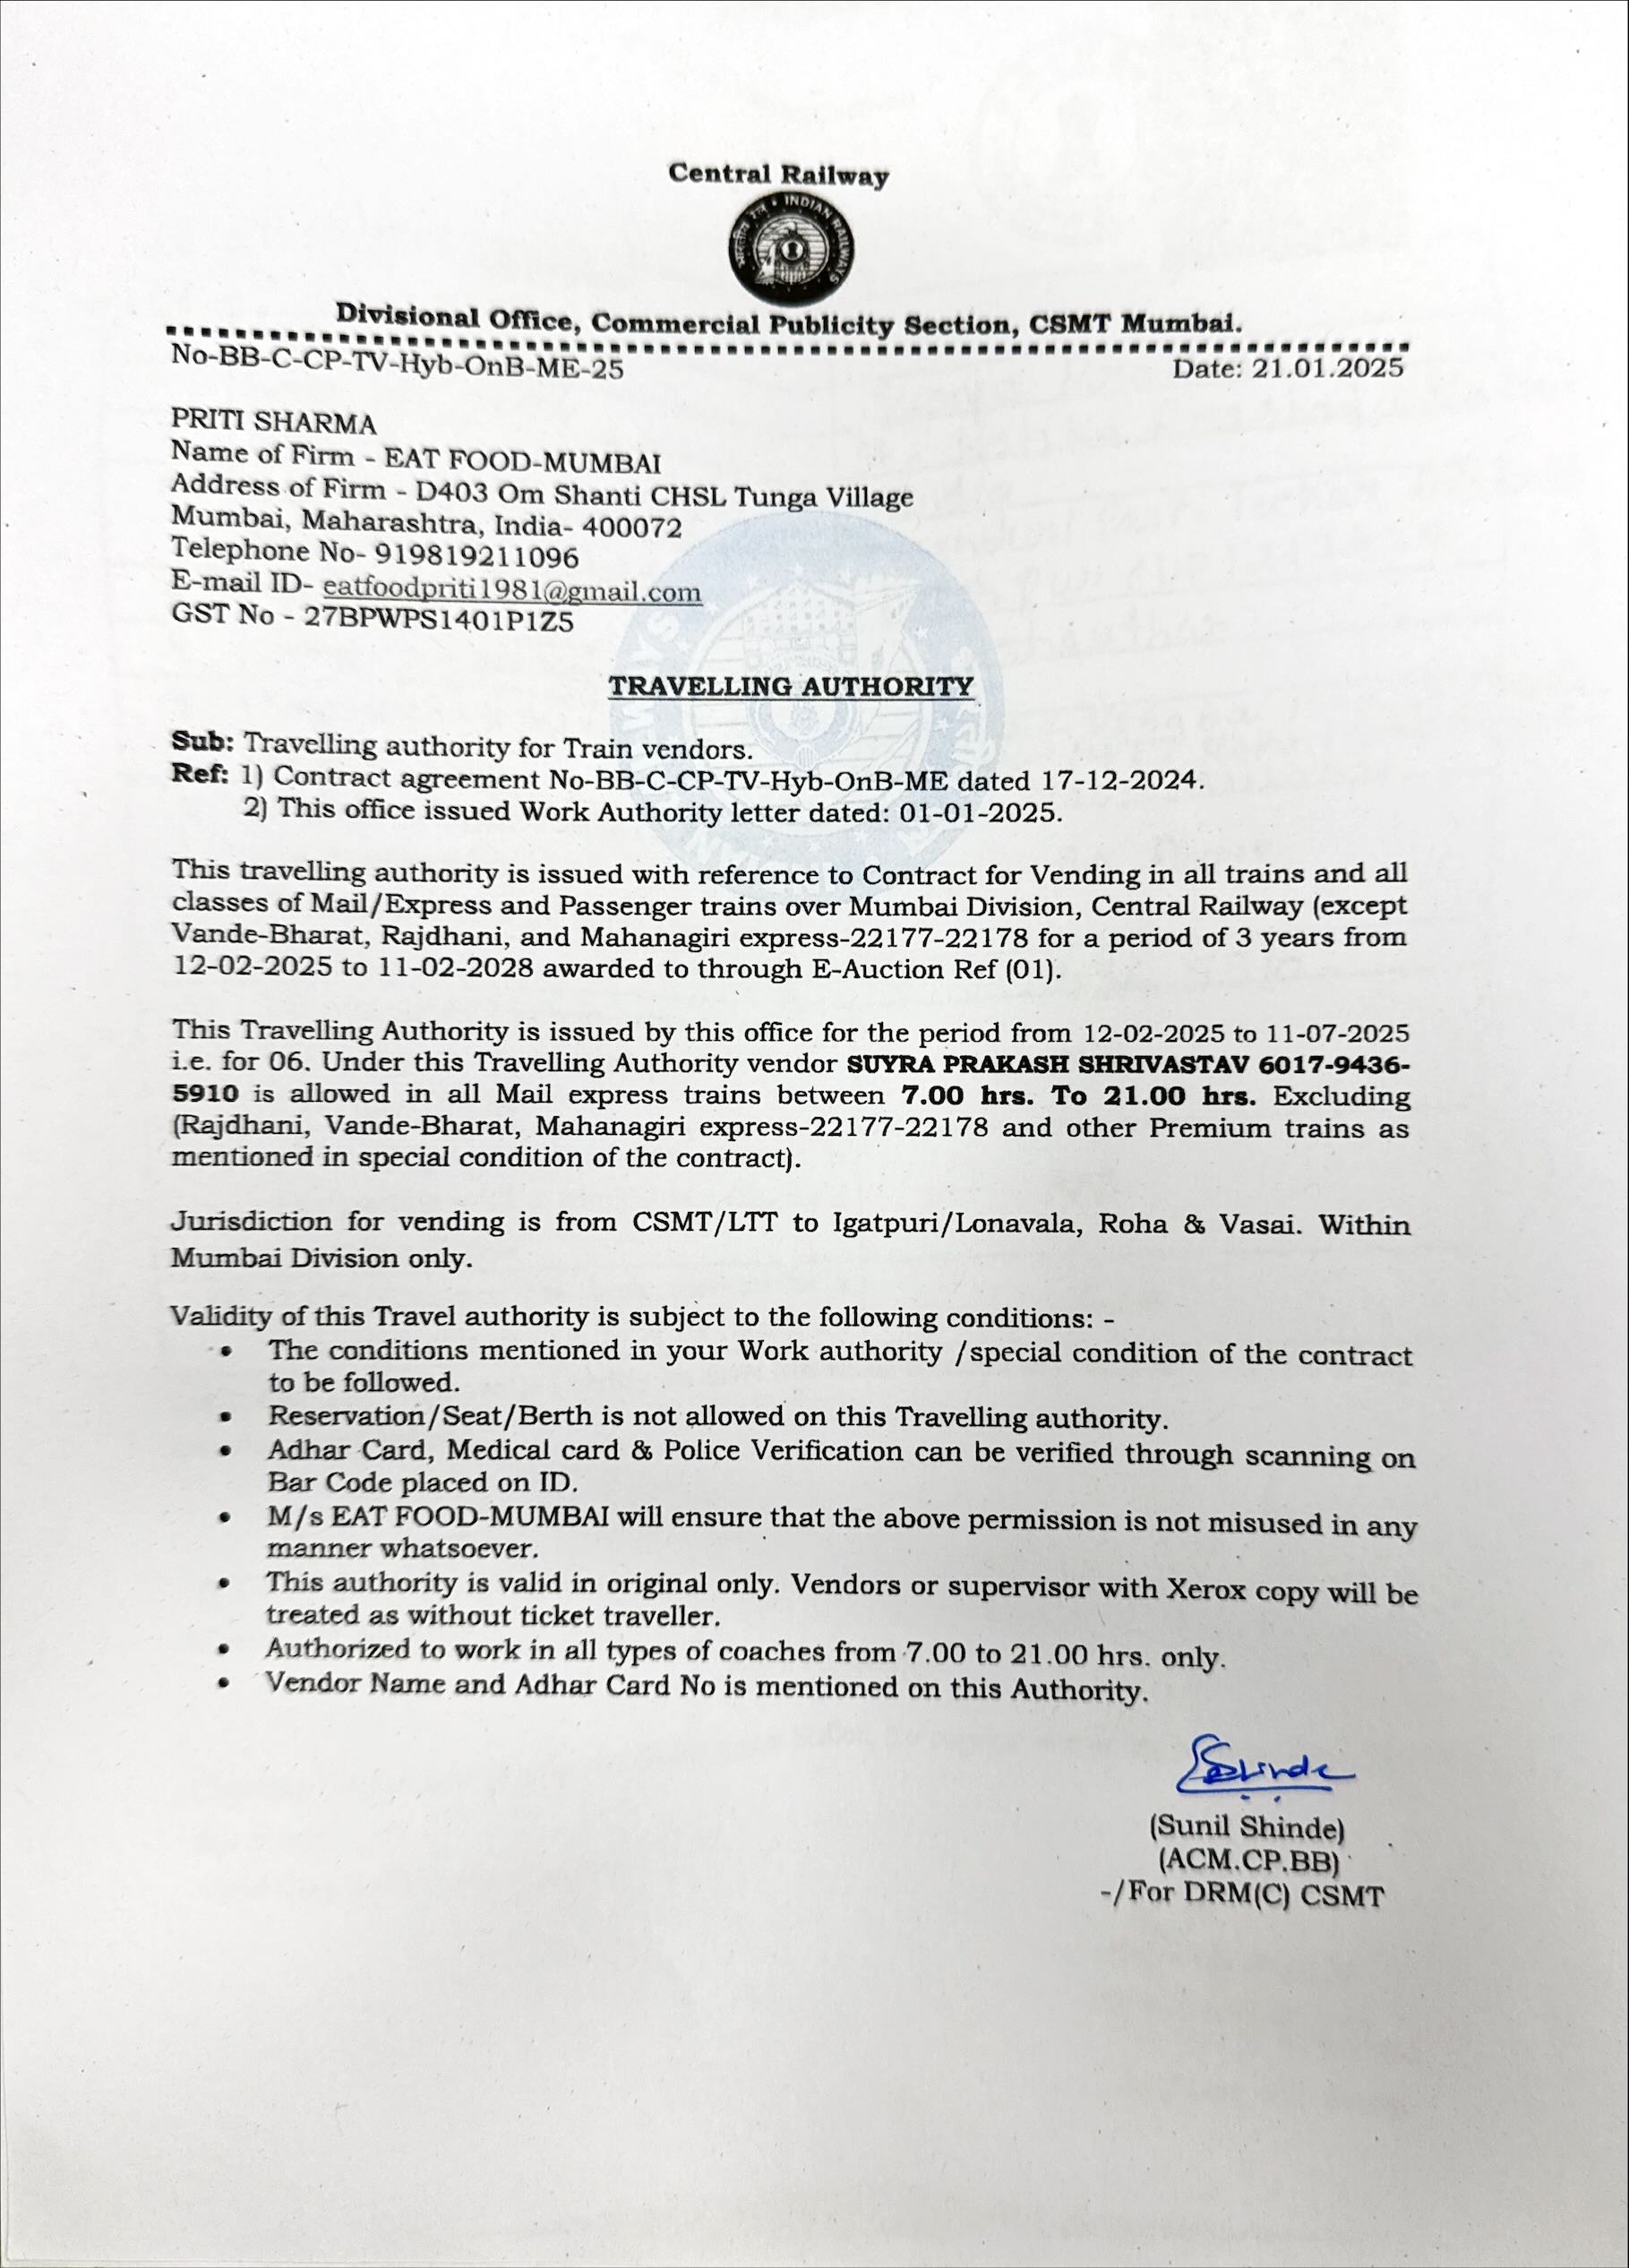 Central Railway
भारतीय रेल * INDIAN RAILWAYS
Divisional Office, Commercial Publicity Section, CSMT Mumbai.
No-BB-C-CP-TV-Hyb-OnB-ME-25
Date: 21.01.2025
PRITI SHARMA
Name of Firm - EAT FOOD-MUMBAI
Address of Firm - D403 Om Shanti CHSL Tunga Village
Mumbai, Maharashtra, India- 400072
Telephone No- 919819211096
E-mail ID- eatfoodpriti1981@gmail.com
GST No - 27BPWPS1401P1Z5
TRAVELLING AUTHORITY
Sub: Travelling authority for Train vendors.
Ref: 1) Contract agreement No-BB-C-CP-TV-Hyb-OnB-ME dated 17-12-2024.
2) This office issued Work Authority letter dated: 01-01-2025.
This travelling authority is issued with reference to Contract for Vending in all trains and all
classes of Mail/Express and Passenger trains over Mumbai Division, Central Railway (except
Vande-Bharat, Rajdhani, and Mahanagiri express-22177-22178 for a period of 3 years from
12-02-2025 to 11-02-2028 awarded to through E-Auction Ref (01).
This Travelling Authority is issued by this office for the period from 12-02-2025 to 11-07-2025
i.e. for 06. Under this Travelling Authority vendor SUYRA PRAKASH SHRIVASTAV 6017-9436-
5910 is allowed in all Mail express trains between 7.00 hrs. To 21.00 hrs. Excluding
(Rajdhani, Vande-Bharat, Mahanagiri express-22177-22178 and other Premium trains as
mentioned in special condition of the contract).
Jurisdiction for vending is from CSMT/LTT to Igatpuri/Lonavala, Roha & Vasai. Within
Mumbai Division only.
Validity of this Travel authority is subject to the following conditions: -
• The conditions mentioned in your Work authority /special condition of the contract
to be followed.
• Reservation/Seat/Berth is not allowed on this Travelling authority.
• Adhar Card, Medical card & Police Verification can be verified through scanning on
Bar Code placed on ID.
• M/s EAT FOOD-MUMBAI will ensure that the above permission is not misused in any
manner whatsoever.
• This authority is valid in original only. Vendors or supervisor with Xerox copy will be
treated as without ticket traveller.
• Authorized to work in all types of coaches from 7.00 to 21.00 hrs. only.
• Vendor Name and Adhar Card No is mentioned on this Authority.
Shinde
(Sunil Shinde)
(ACM.CP.BB)
-/For DRM(C) CSMT